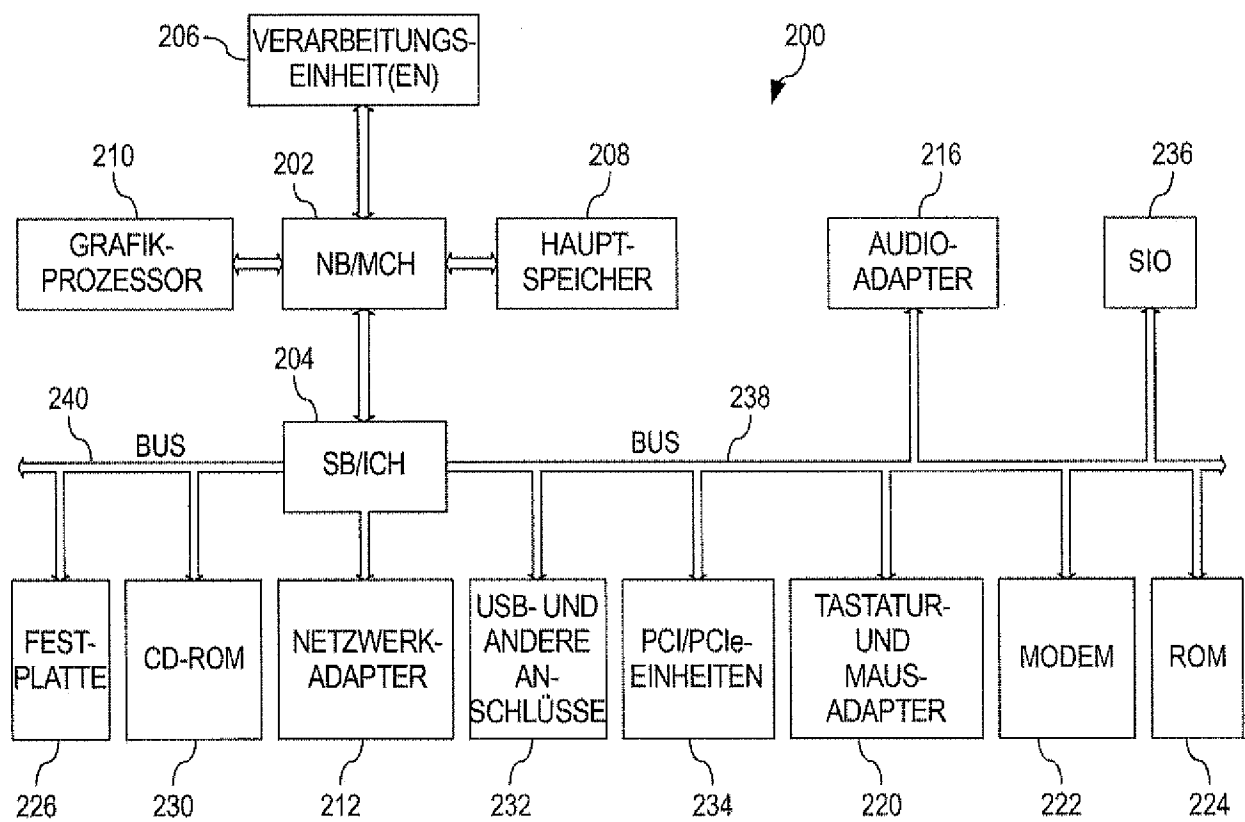 206
VERARBEITUNGS-
EINHEIT(EN)
200
210
202
208
216
236
GRAFIK-
PROZESSOR
NB/MCH
HAUPT-
SPEICHER
AUDIO-
ADAPTER
SIO
204
240
BUS
SB/ICH
BUS
238
FEST-
PLATTE
CD-ROM
NETZWERK-
ADAPTER
USB- UND
ANDERE
AN-
SCHLÜSSE
PCI/PCIe-
EINHEITEN
TASTATUR-
UND
MAUS-
ADAPTER
MODEM
ROM
226
230
212
232
234
220
222
224